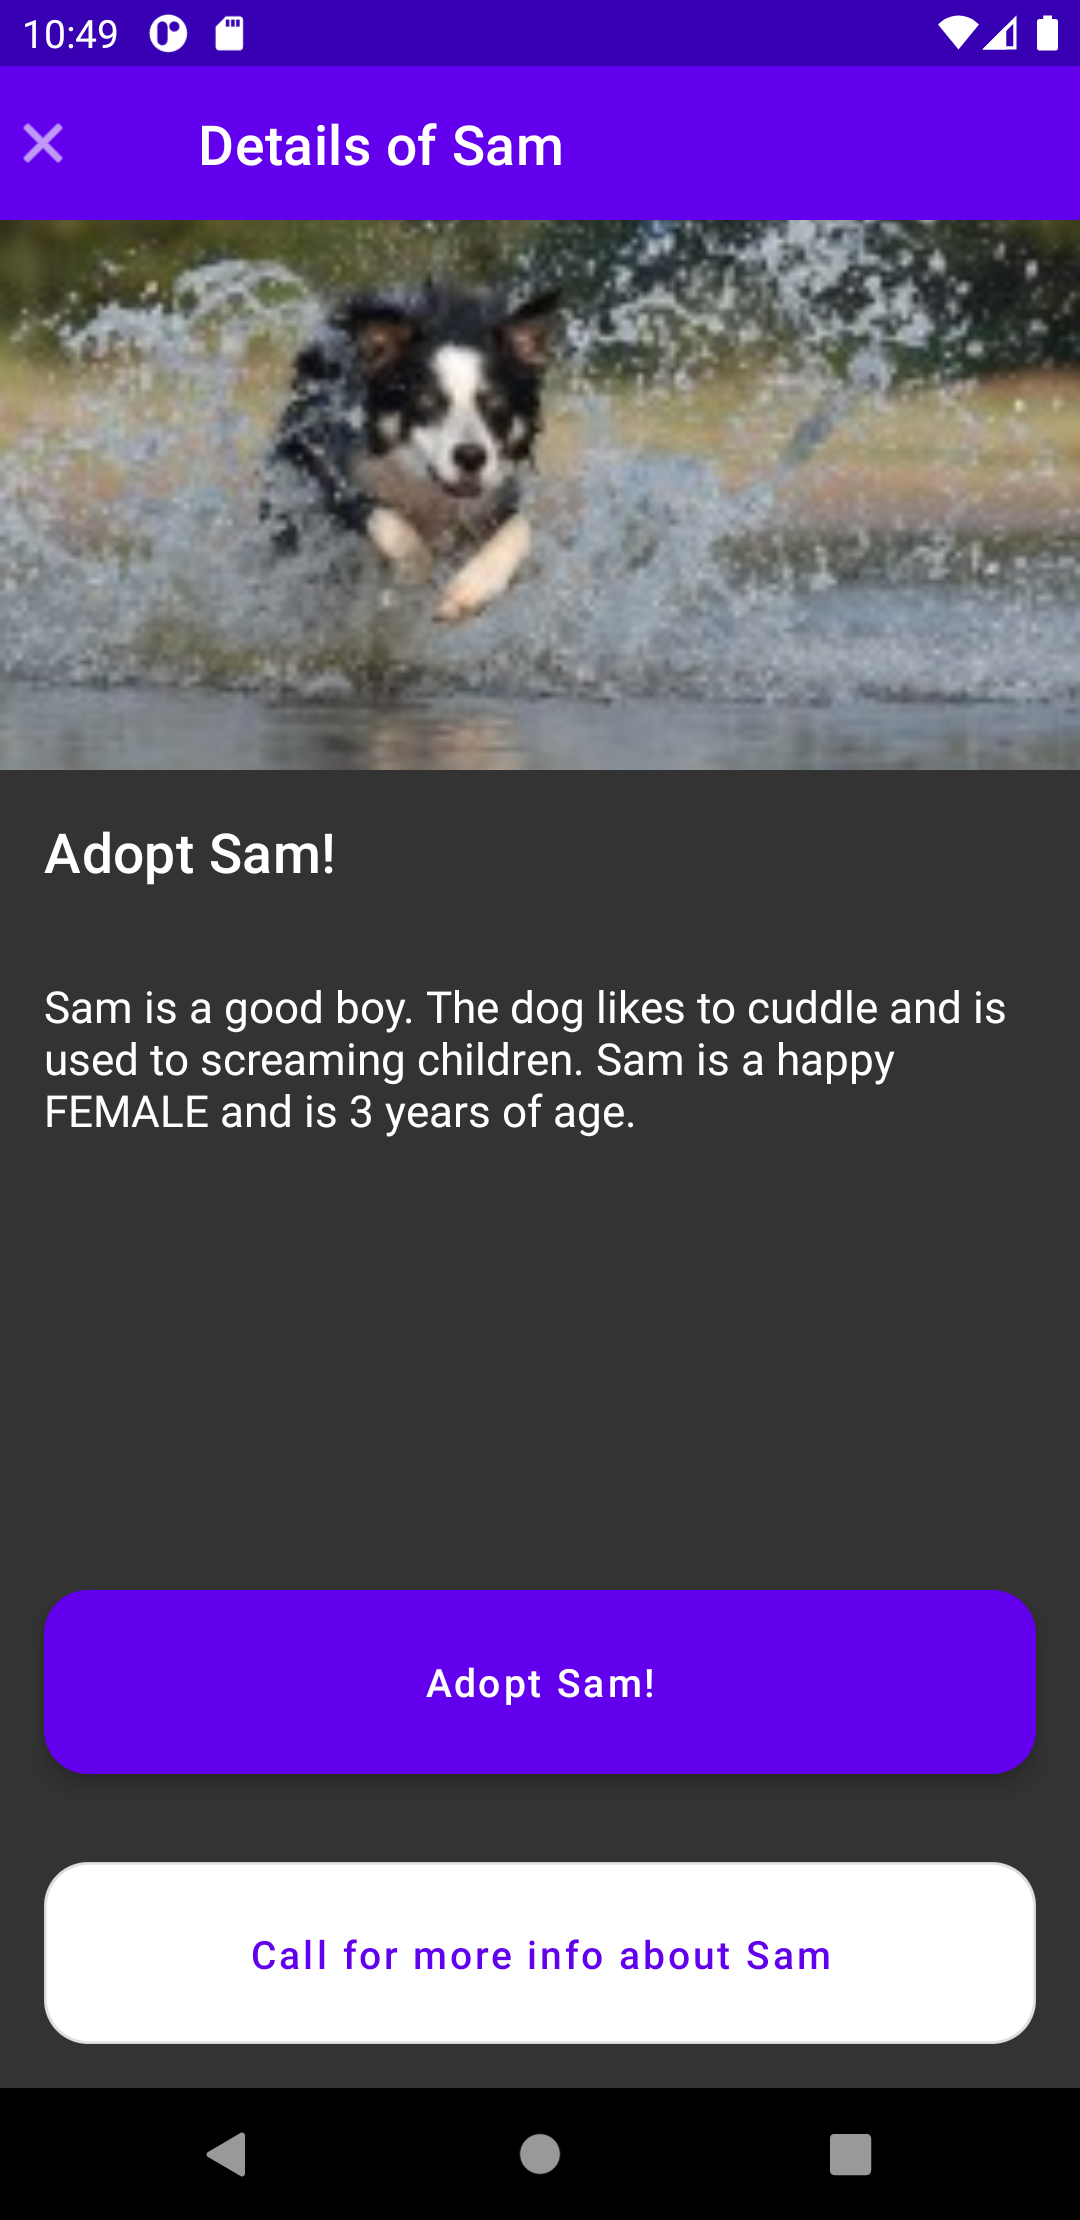 10:49
Details of Sam
Adopt Sam!
Sam is a good boy. The dog likes to cuddle and is
used to screaming children. Sam is a happy
FEMALE and is 3 years of age.
Adopt Sam!
Call for more info about Sam